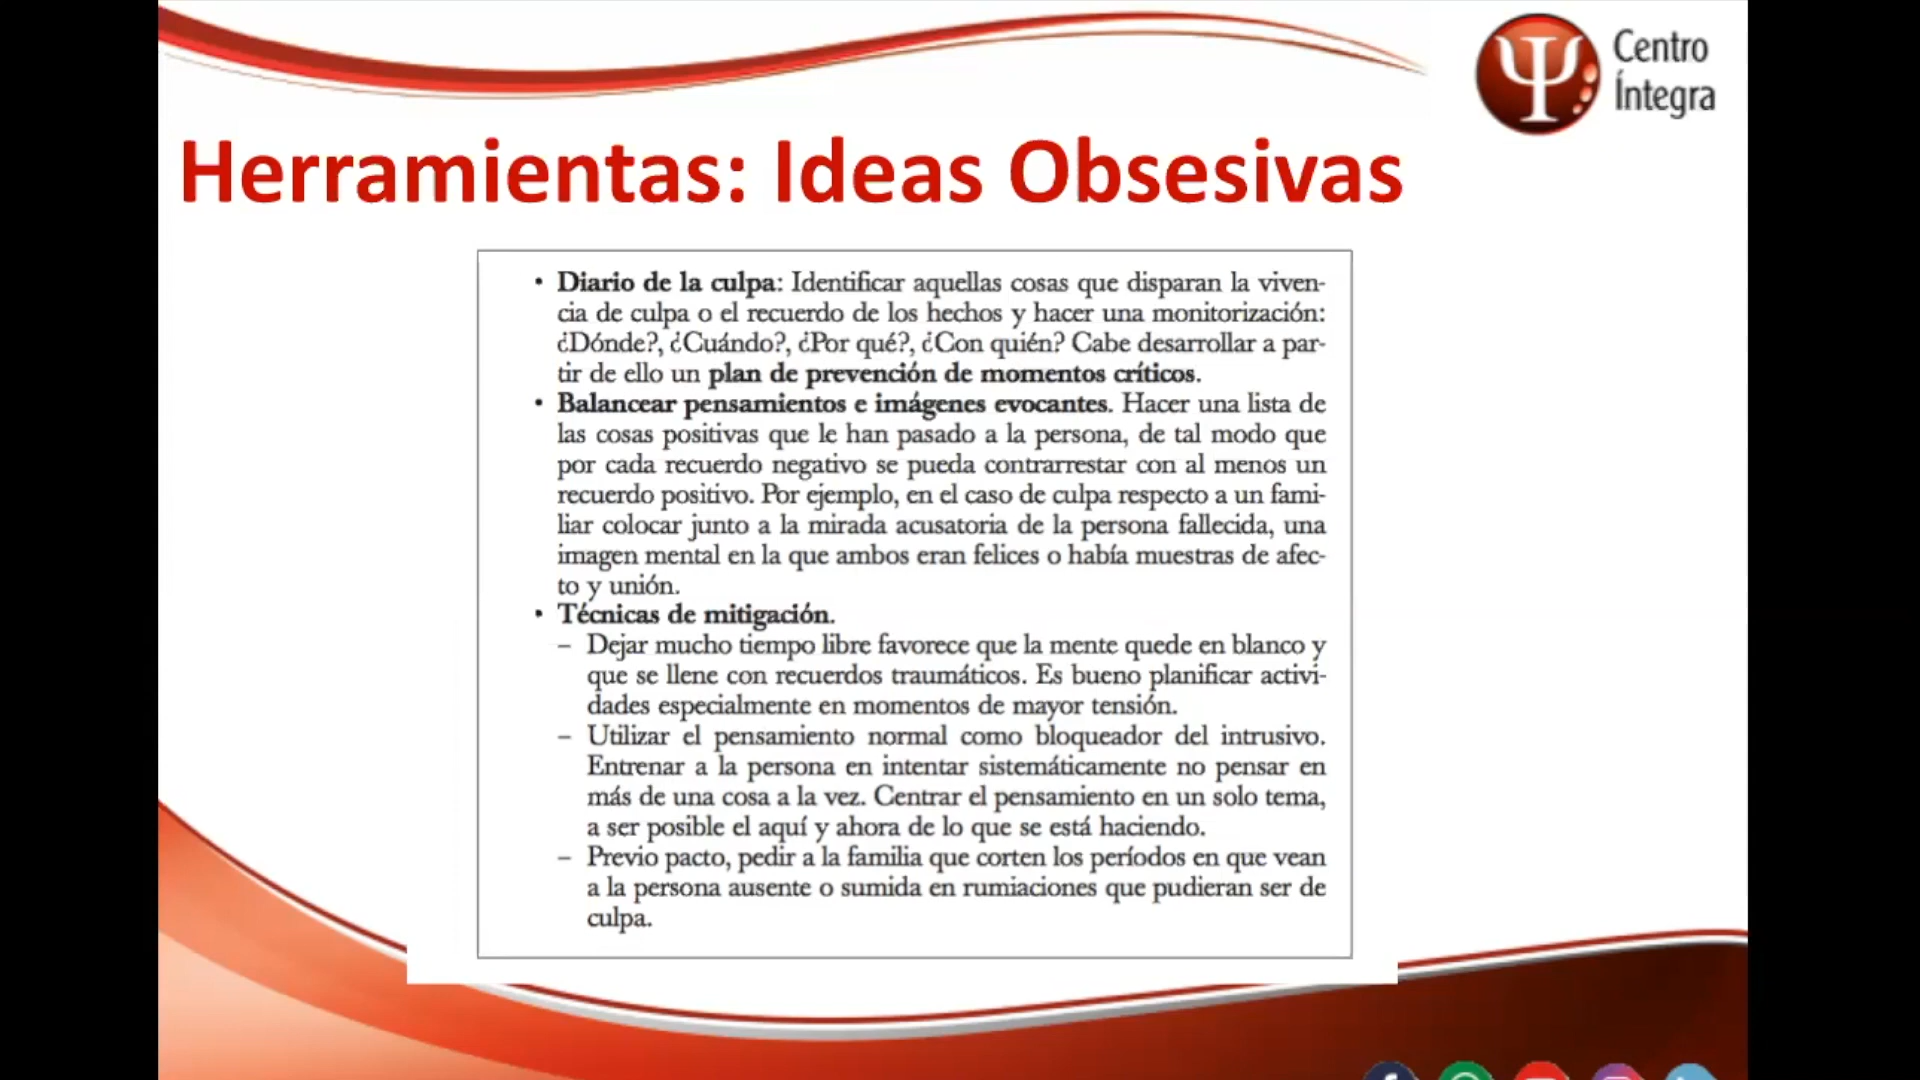 Centro
Íntegra
Herramientas: Ideas Obsesivas
• Diario de la culpa: Identificar aquellas cosas que disparan la viven-
cia de culpa o el recuerdo de los hechos y hacer una monitorización:
¿Dónde?, ¿Cuándo?, ¿Por qué?, ¿Con quién? Cabe desarrollar a par-
tir de ello un plan de prevención de momentos críticos.
• Balancear pensamientos e imágenes evocantes. Hacer una lista de
las cosas positivas que le han pasado a la persona, de tal modo que
por cada recuerdo negativo se pueda contrarrestar con al menos un
recuerdo positivo. Por ejemplo, en el caso de culpa respecto a un fami-
liar colocar junto a la mirada acusatoria de la persona fallecida, una
imagen mental en la que ambos eran felices o había muestras de afec-
to y unión.
• Técnicas de mitigación.
– Dejar mucho tiempo libre favorece que la mente quede en blanco y
que se llene con recuerdos traumáticos. Es bueno planificar activi-
dades especialmente en momentos de mayor tensión.
– Utilizar el pensamiento normal como bloqueador del intrusivo.
Entrenar a la persona en intentar sistemáticamente no pensar en
más de una cosa a la vez. Centrar el pensamiento en un solo tema,
a ser posible el aquí y ahora de lo que se está haciendo.
– Previo pacto, pedir a la familia que corten los períodos en que vean
a la persona ausente o sumida en rumiaciones que pudieran ser de
culpa.